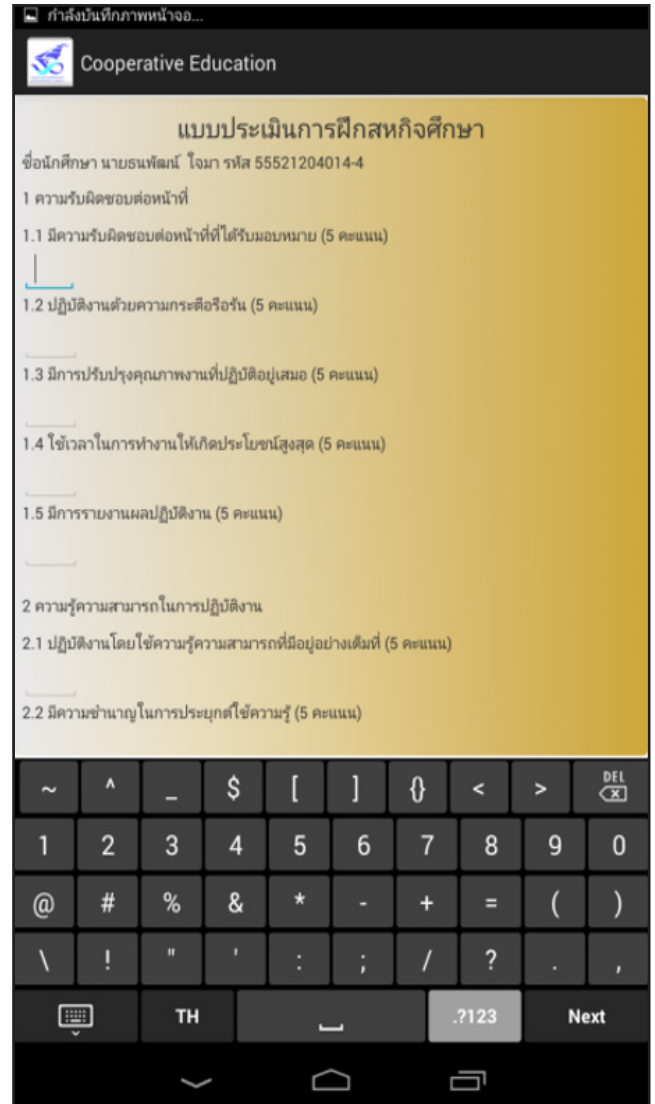 กำลังบันทึกภาพหน้าจอ...
Cooperative Education
แบบประเมินการฝึกสหกิจศึกษา
ชื่อนักศึกษา นายธนพัฒน์ ใจมา รหัส 55521204014-4
1 ความรับผิดชอบต่อหน้าที่
1.1 มีความรับผิดชอบต่อหน้าที่ที่ได้รับมอบหมาย (5 คะแนน)
1.2 ปฏิบัติงานด้วยความกระตือรือร้น (5 คะแนน)
1.3 มีการปรับปรุงคุณภาพงานที่ปฏิบัติอยู่เสมอ (5 คะแนน)
1.4 ใช้เวลาในการทำงานให้เกิดประโยชน์สูงสุด (5 คะแนน)
1.5 มีการรายงานผลปฏิบัติงาน (5 คะแนน)
2 ความรู้ความสามารถในการปฏิบัติงาน
2.1 ปฏิบัติงานโดยใช้ความรู้ความสามารถที่มีอยู่อย่างเต็มที่ (5 คะแนน)
2.2 มีความชำนาญในการประยุกต์ใช้ความรู้ (5 คะแนน)
~ ^ _ $ [ ] {} < > DEL
1 2 3 4 5 6 7 8 9 0
@ # % & * - + = ( )
\ ! " ' : ; / ? . ,
TH .?123 Next